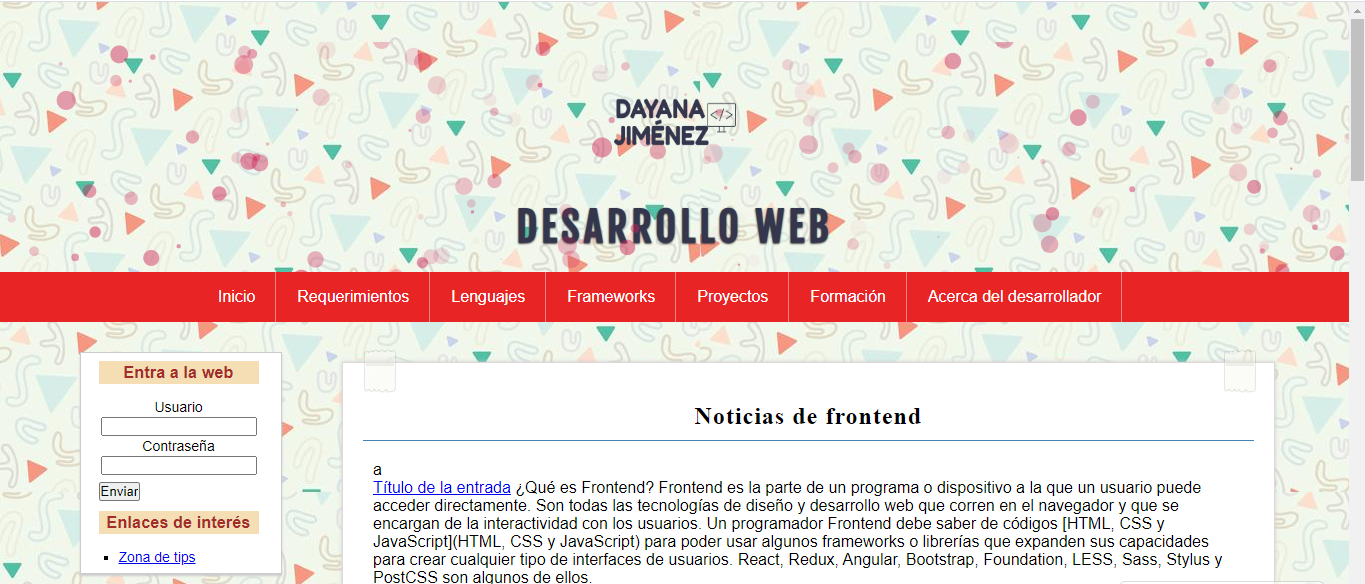 DAYANA </>
JIMÉNEZ
DESARROLLO WEB
Inicio Requerimientos Lenguajes Frameworks Proyectos Formación Acerca del desarrollador
Entra a la web
Usuario
Contraseña
Enviar
Enlaces de interés
Zona de tips
Noticias de frontend
a
Título de la entrada ¿Qué es Frontend? Frontend es la parte de un programa o dispositivo a la que un usuario puede
acceder directamente. Son todas las tecnologías de diseño y desarrollo web que corren en el navegador y que se
encargan de la interactividad con los usuarios. Un programador Frontend debe saber de códigos [HTML, CSS y
JavaScript](HTML, CSS y JavaScript) para poder usar algunos frameworks o librerías que expanden sus capacidades
para crear cualquier tipo de interfaces de usuarios. React, Redux, Angular, Bootstrap, Foundation, LESS, Sass, Stylus y
PostCSS son algunos de ellos.